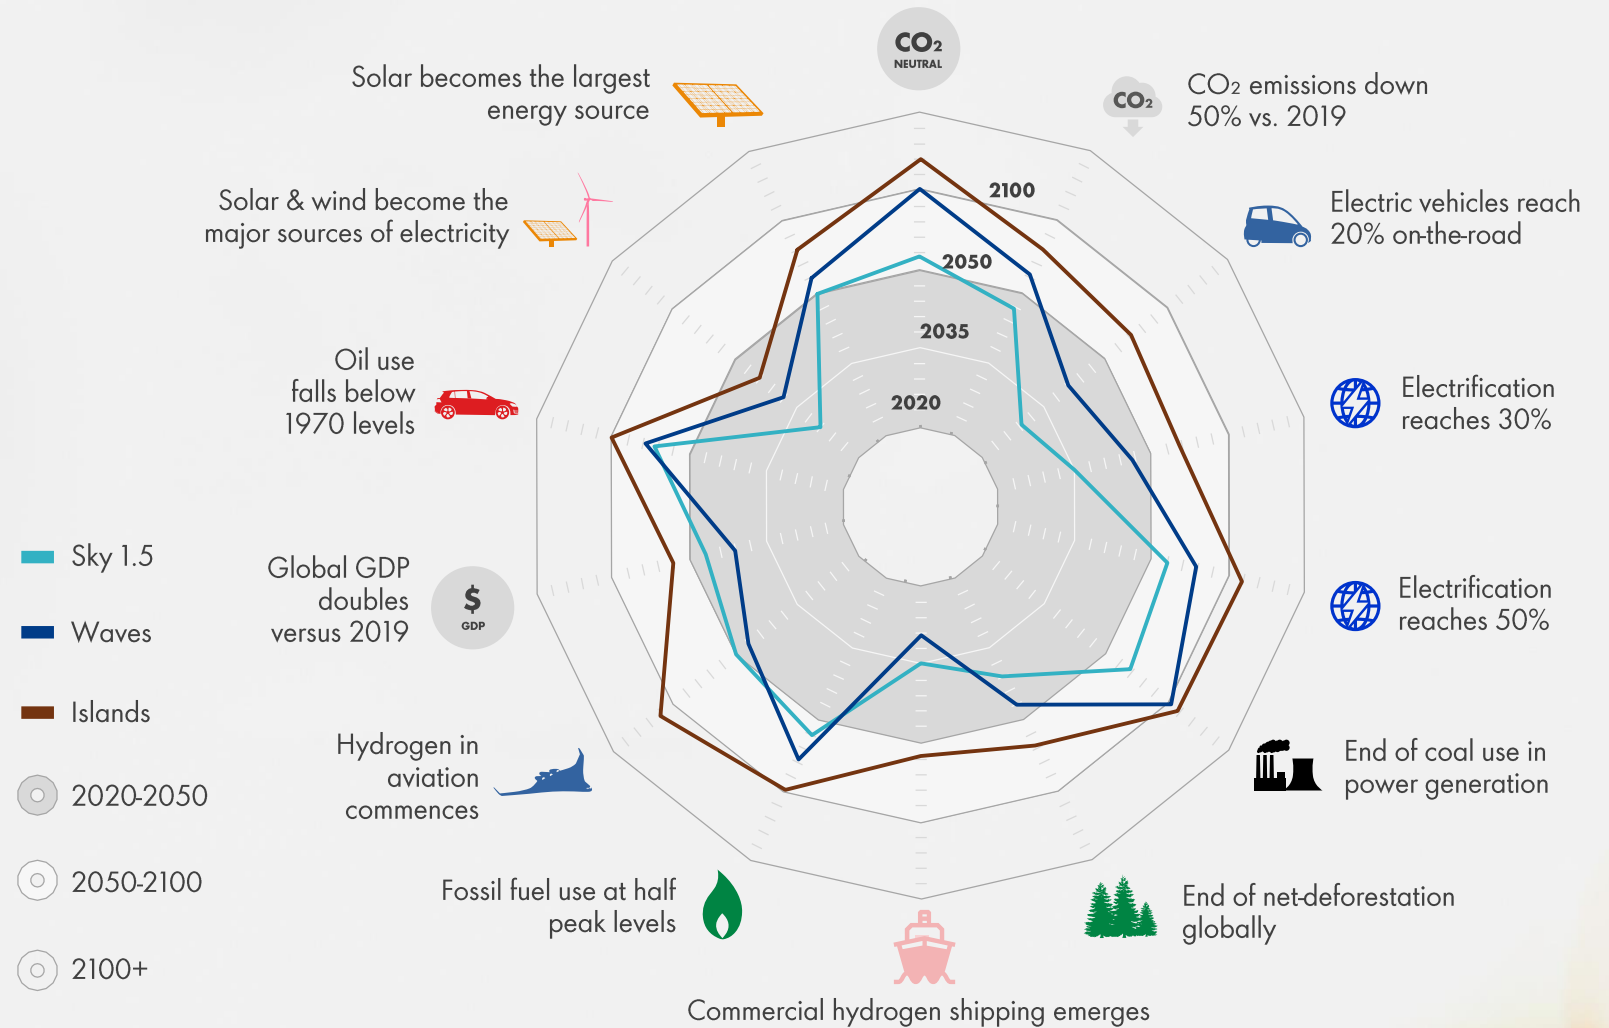 CO₂
NEUTRAL
Solar becomes the largest
energy source
CO₂
CO₂ emissions down
50% vs. 2019
Solar & wind become the
major sources of electricity
2100
Electric vehicles reach
20% on-the-road
2050
2035
Oil use
falls below
1970 levels
2020
Electrification
reaches 30%
Sky 1.5
Waves
Islands
2020-2050
2050-2100
2100+
Global GDP
doubles
versus 2019
$
GDP
Electrification
reaches 50%
Hydrogen in
aviation
commences
End of coal use in
power generation
Fossil fuel use at half
peak levels
End of net-deforestation
globally
Commercial hydrogen shipping emerges